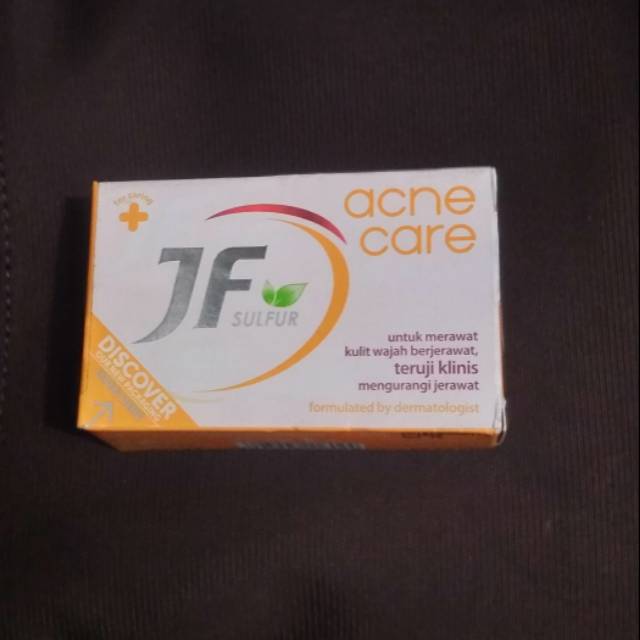 acne
care
JF
SULFUR
untuk merawat
kulit wajah berjerawat,
teruji klinis
mengurangi jerawat
formulated by dermatologist
DISCOVER